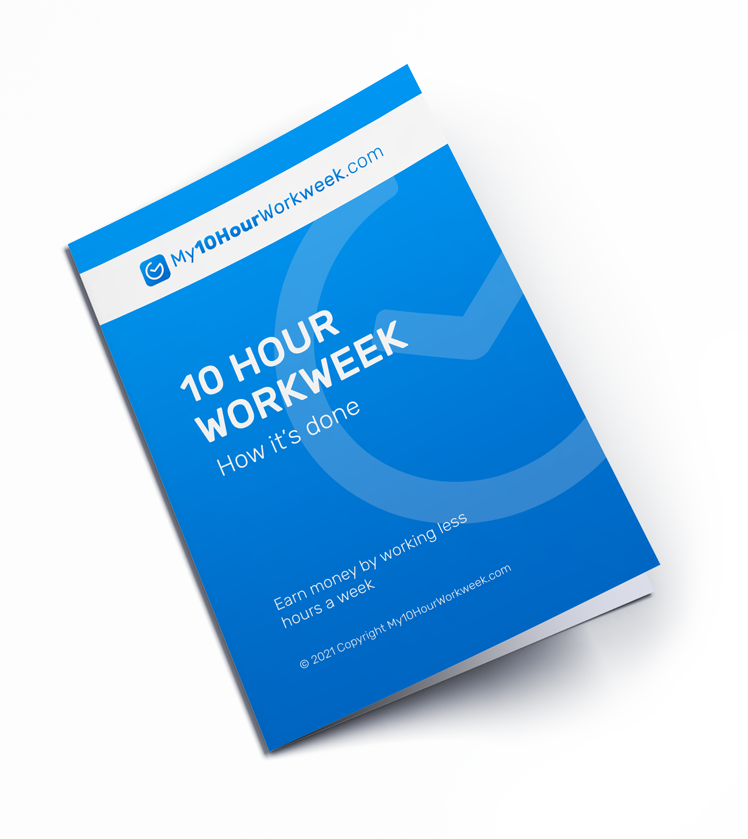 My10HourWorkweek.com
10 HOUR
WORKWEEK
How it's done
Earn money by working less
hours a week
© 2021 Copyright My10HourWorkweek.com